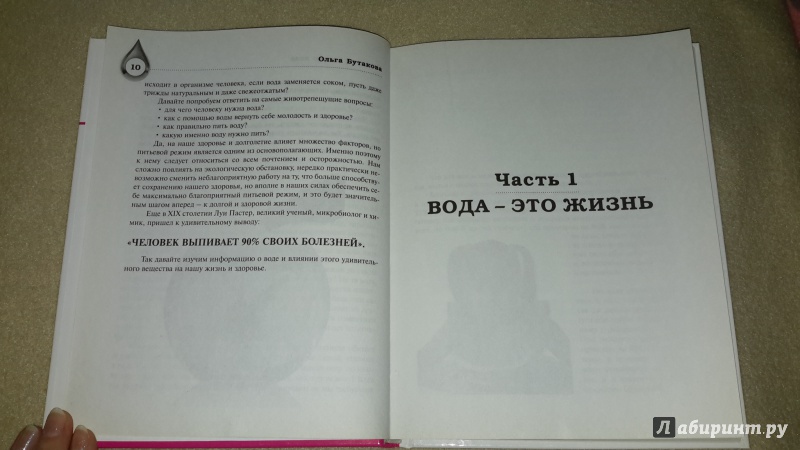 10
Ольга Бутакова
исходит в организме человека, если вода заменяется соком, пусть даже
трижды натуральным и даже свежеотжатым?
Давайте попробуем ответить на самые животрепещущие вопросы:
• для чего человеку нужна вода?
• как с помощью воды вернуть себе молодость и здоровье?
• как правильно пить воду?
• какую именно воду нужно пить?
Да, на наше здоровье и долголетие влияет множество факторов, но
питьевой режим является одним из основополагающих. Именно поэтому
к нему следует относиться со всем почтением и осторожностью. Нам
сложно повлиять на экологическую обстановку, нередко практически не-
возможно сменить неблагоприятную работу на ту, что больше способству-
ет сохранению нашего здоровья, но вполне в наших силах обеспечить се-
бе максимально благоприятный питьевой режим, и это будет значитель-
ным шагом вперед – к долгой и здоровой жизни.
Еще в XIX столетии Луи Пастер, великий ученый, микробиолог и хи-
мик, пришел к удивительному выводу:
«ЧЕЛОВЕК ВЫПИВАЕТ 90% СВОИХ БОЛЕЗНЕЙ».
Так давайте изучим информацию о воде и влиянии этого удивитель-
ного вещества на нашу жизнь и здоровье.
Часть 1
ВОДА – ЭТО ЖИЗНЬ
Лабиринт.ру